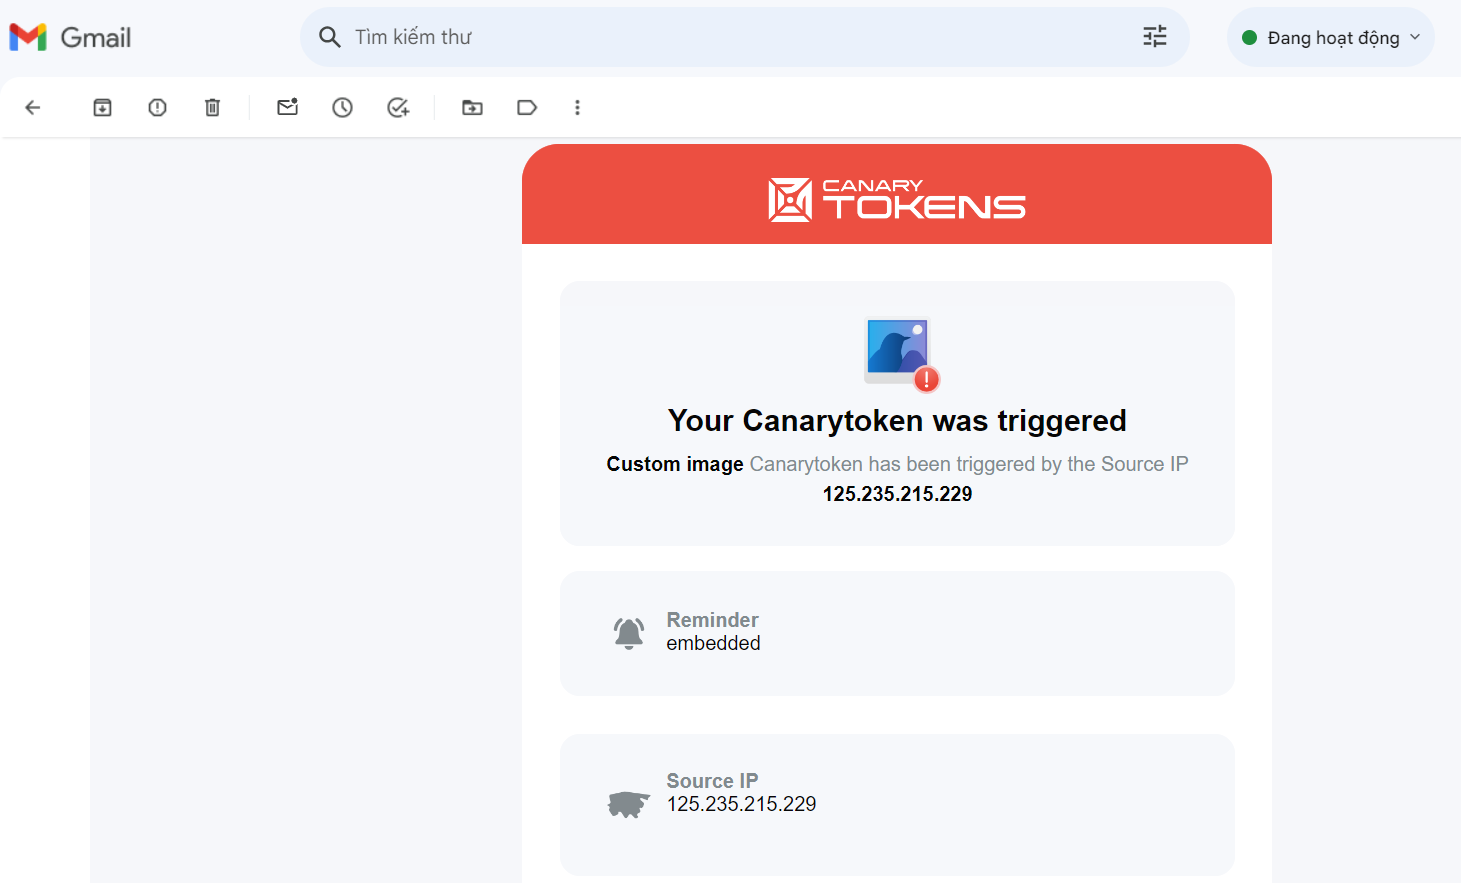 Gmail
Tìm kiếm thư
Đang hoạt động
CANARY
TOKENS
Your Canarytoken was triggered
Custom image Canarytoken has been triggered by the Source IP
125.235.215.229
Reminder
embedded
Source IP
125.235.215.229